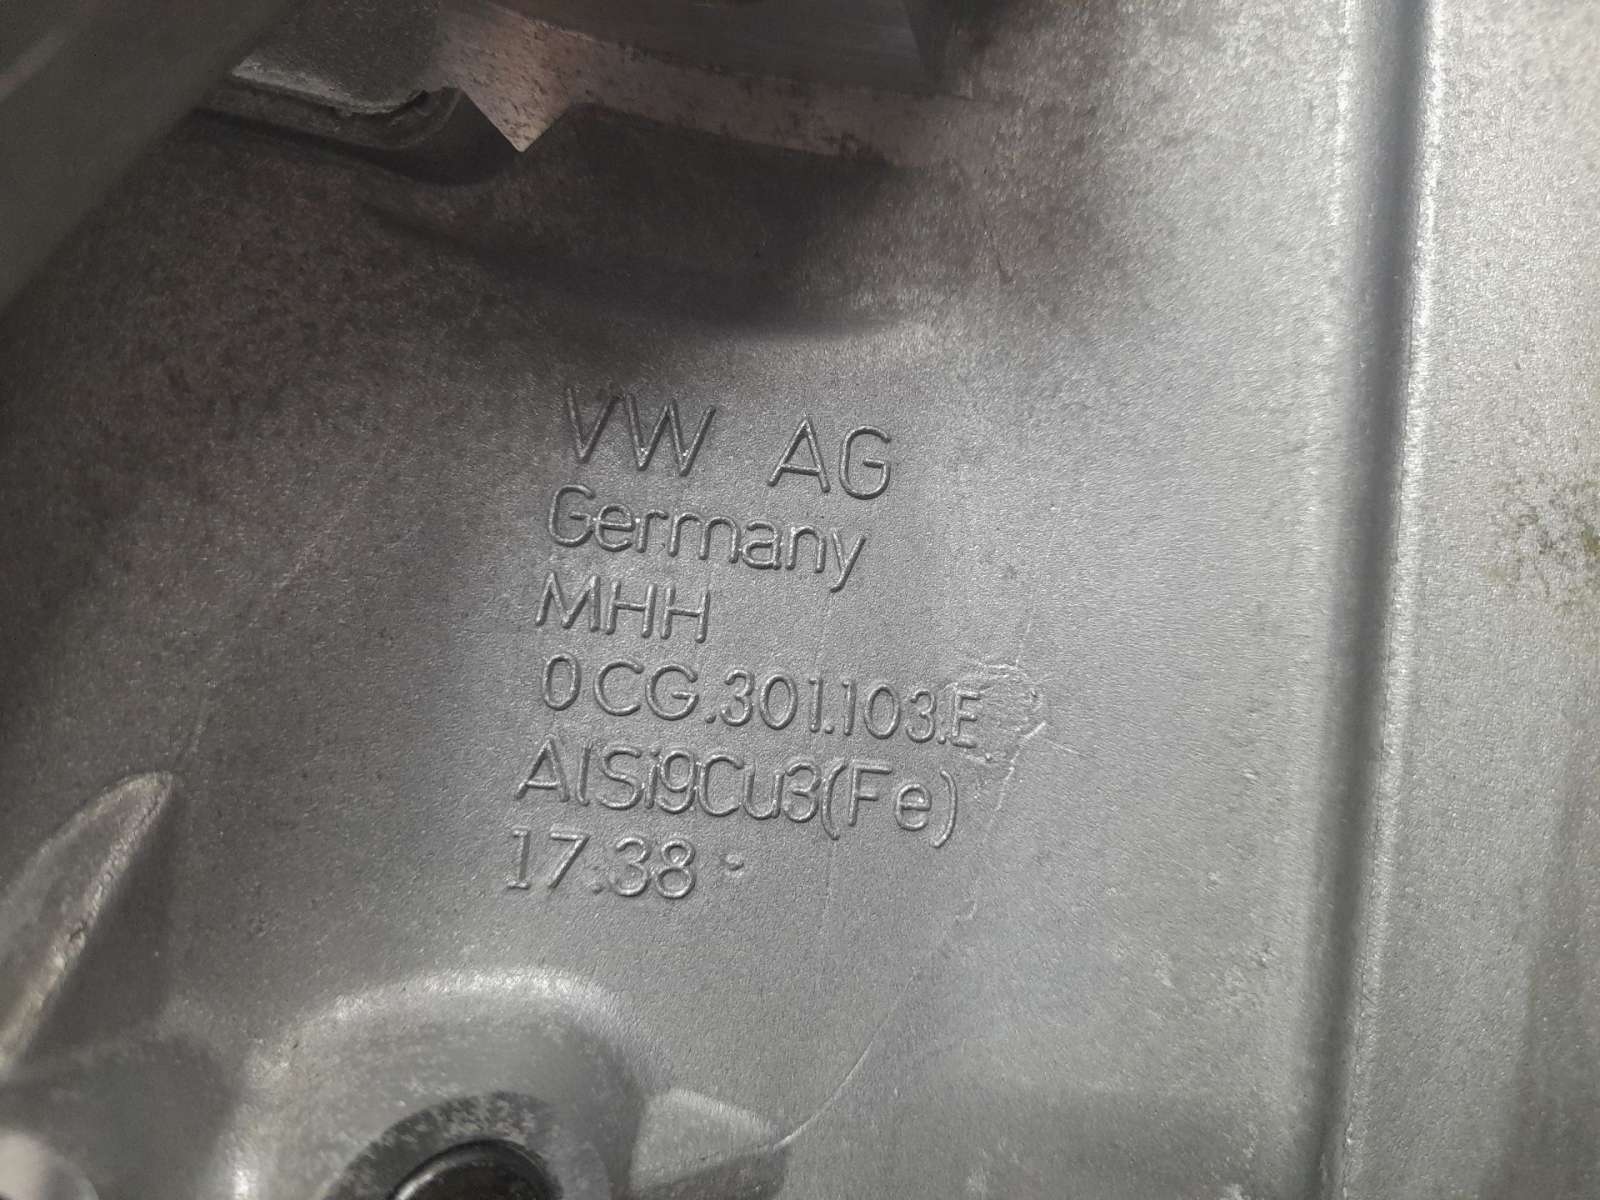 VW AG
Germany
MHH
0CG.301.103.E
AlSi9Cu3(Fe)
17.38